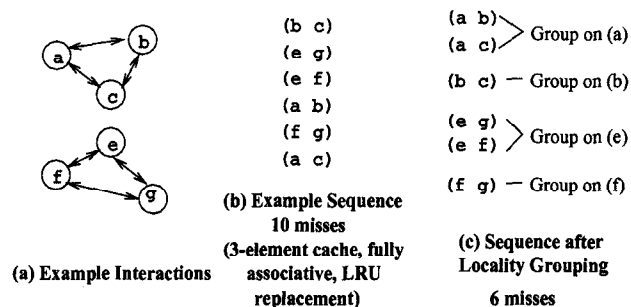 a
b
c
e
f
g
(a) Example Interactions
(b c)
(e g)
(e f)
(a b)
(f g)
(a c)
(b) Example Sequence
10 misses
(3-element cache, fully
associative, LRU
replacement)
(a b)
(a c)
Group on (a)
(b c)
Group on (b)
(e g)
(e f)
Group on (e)
(f g)
Group on (f)
(c) Sequence after
Locality Grouping
6 misses